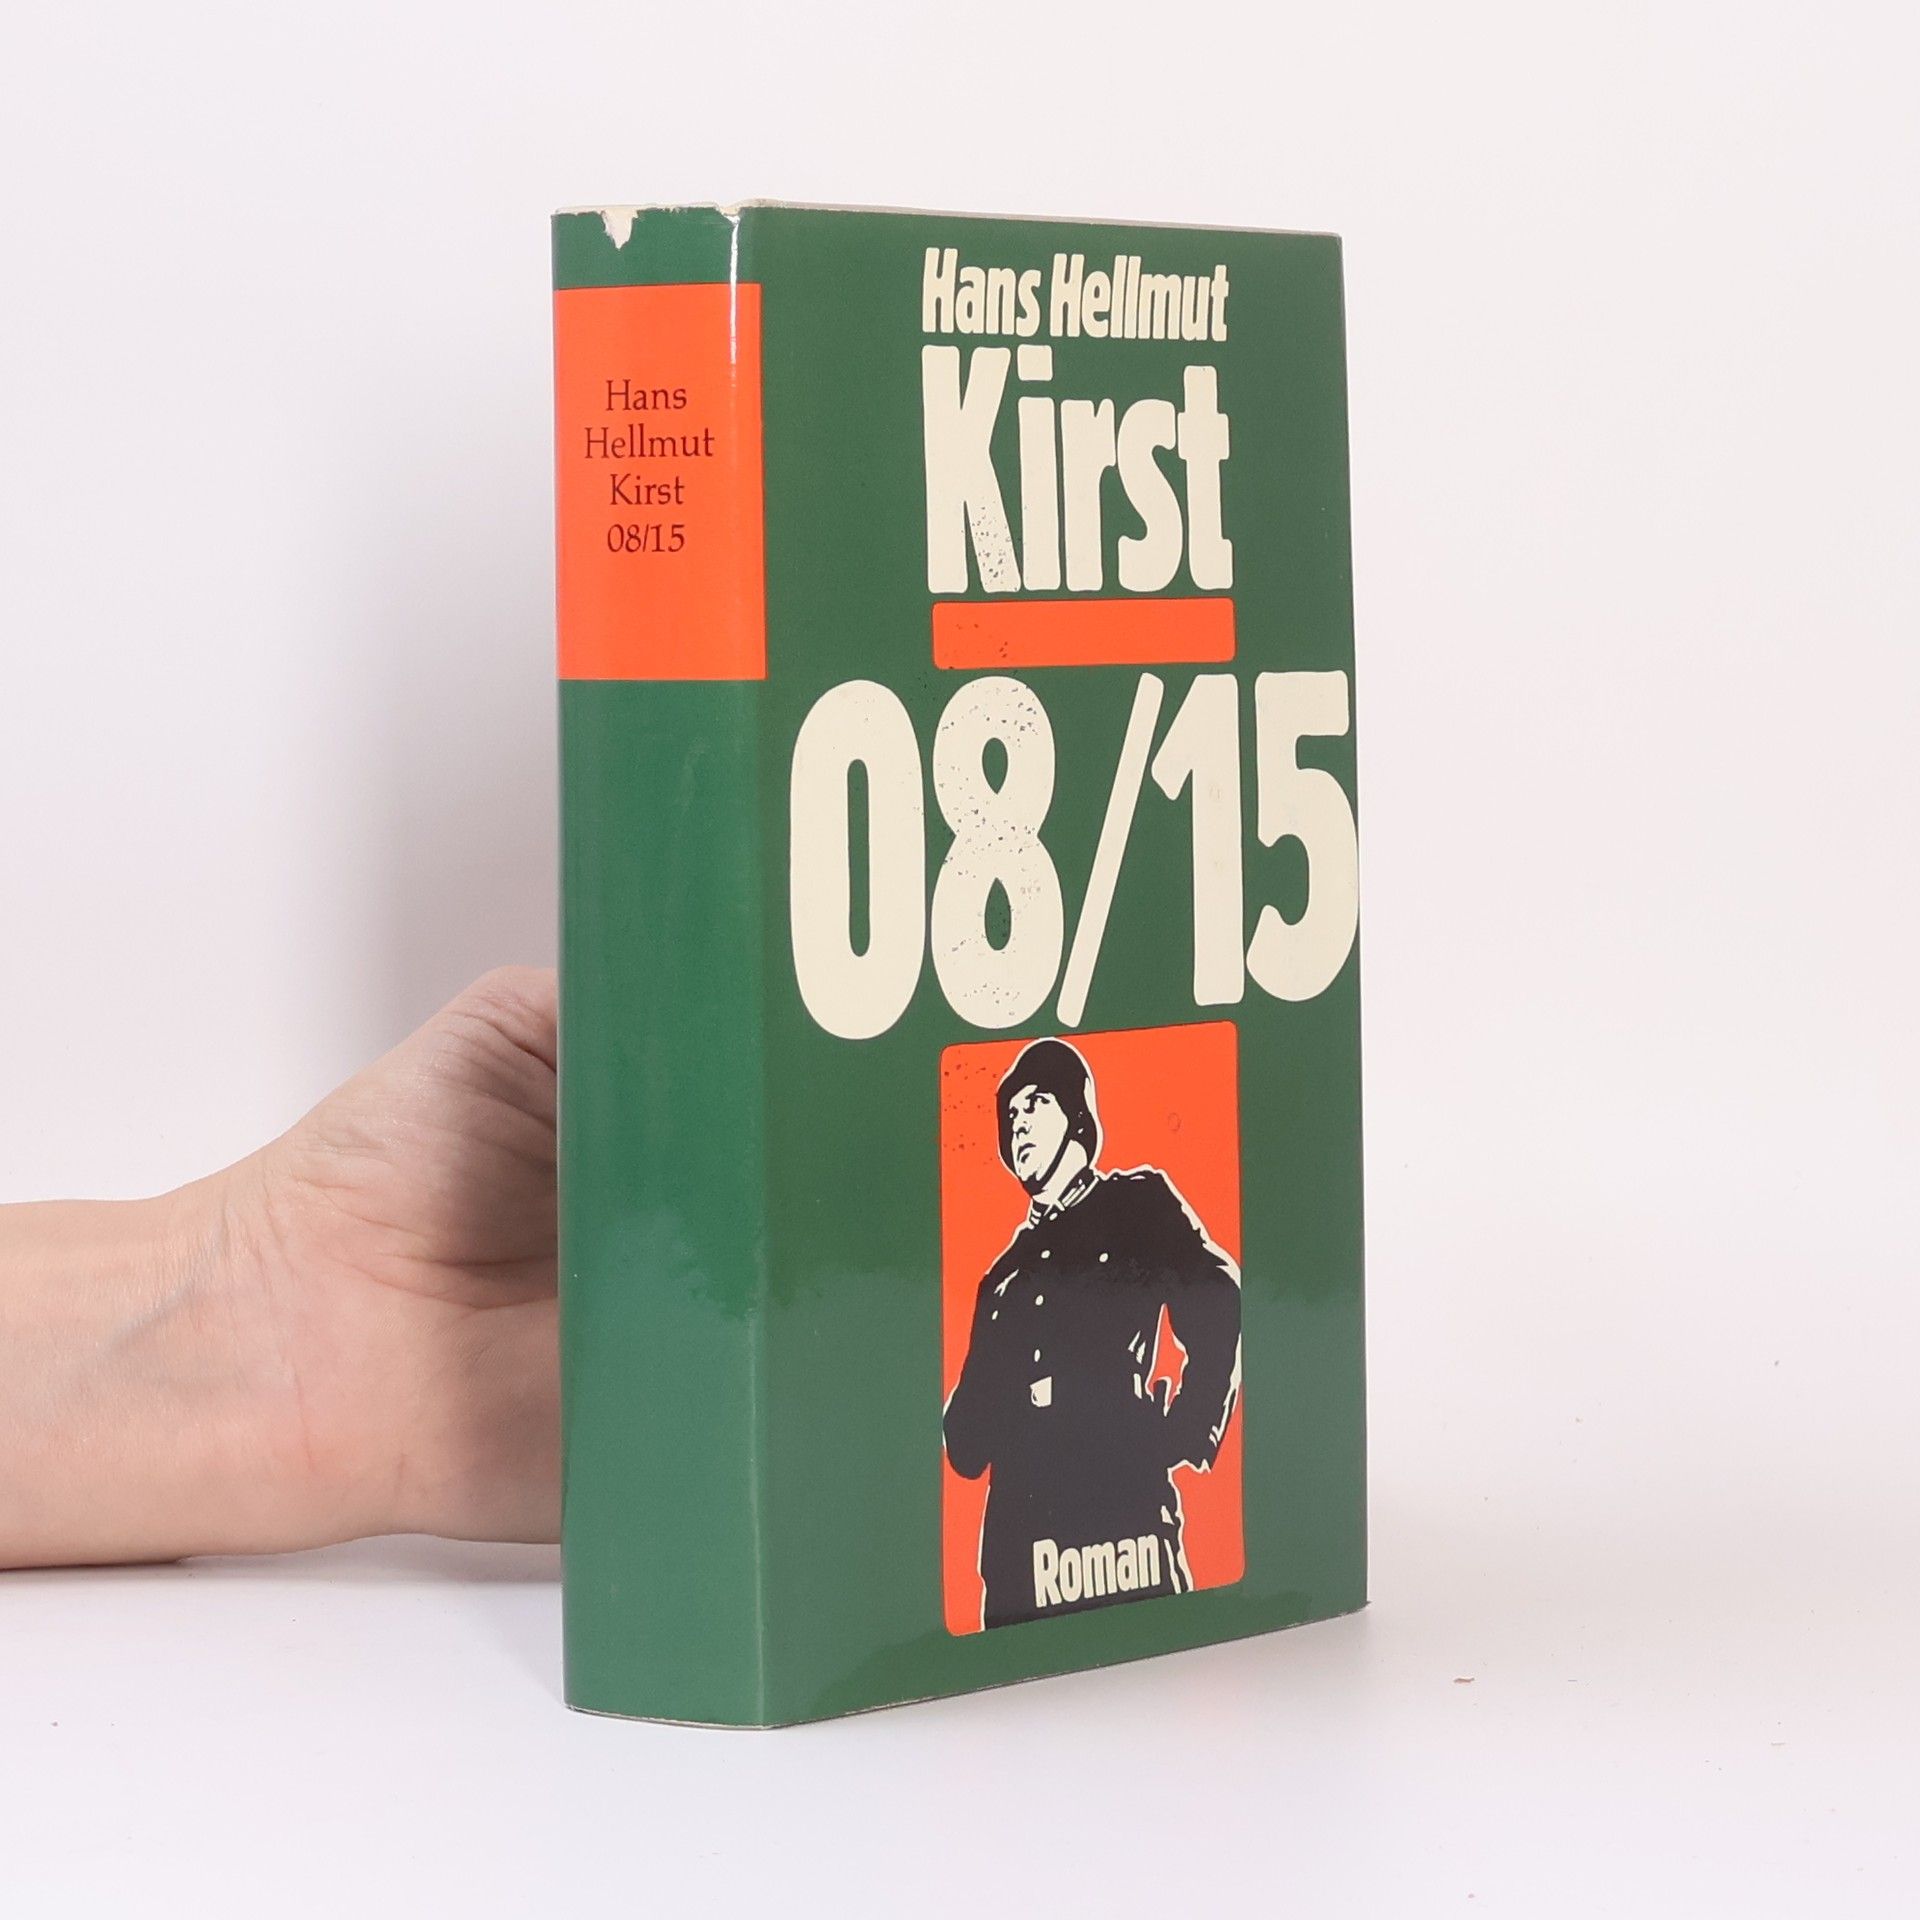 Hans
Hellmut
Kirst
08/15
Hans Hellmut
Kirst
08/15
Roman